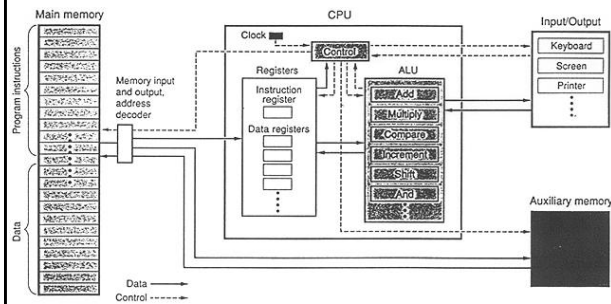 Main memory
Program instructions
Data
Memory input
and output,
address
decoder
CPU
Clock
Control
Registers
Instruction
register
Data registers
ALU
Add
Multiply
Compare
Increment
Shift
And
Input/Output
Keyboard
Screen
Printer
Auxiliary memory
Data
Control